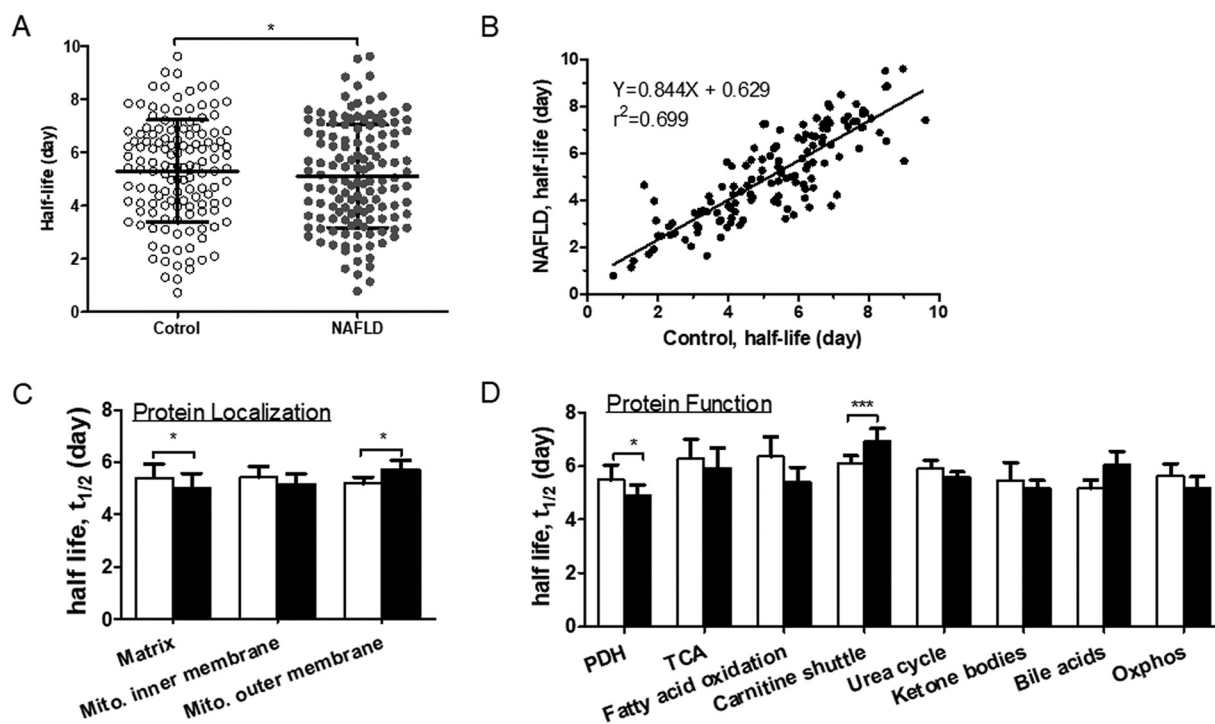 A
*
Half-life (day)
10
8
6
4
2
0
Cotrol
NAFLD
B
Y=0.844X + 0.629
r²=0.699
NAFLD, half-life (day)
10
8
6
4
2
0
0 2 4 6 8 10
Control, half-life (day)
C
Protein Localization
half life, t1/2 (day)
8
6
4
2
0
* *
Matrix
Mito. inner membrane
Mito. outer membrane
D
Protein Function
half life, t1/2 (day)
8
6
4
2
0
* ***
PDH
TCA
Fatty acid oxidation
Carnitine shuttle
Urea cycle
Ketone bodies
Bile acids
Oxphos